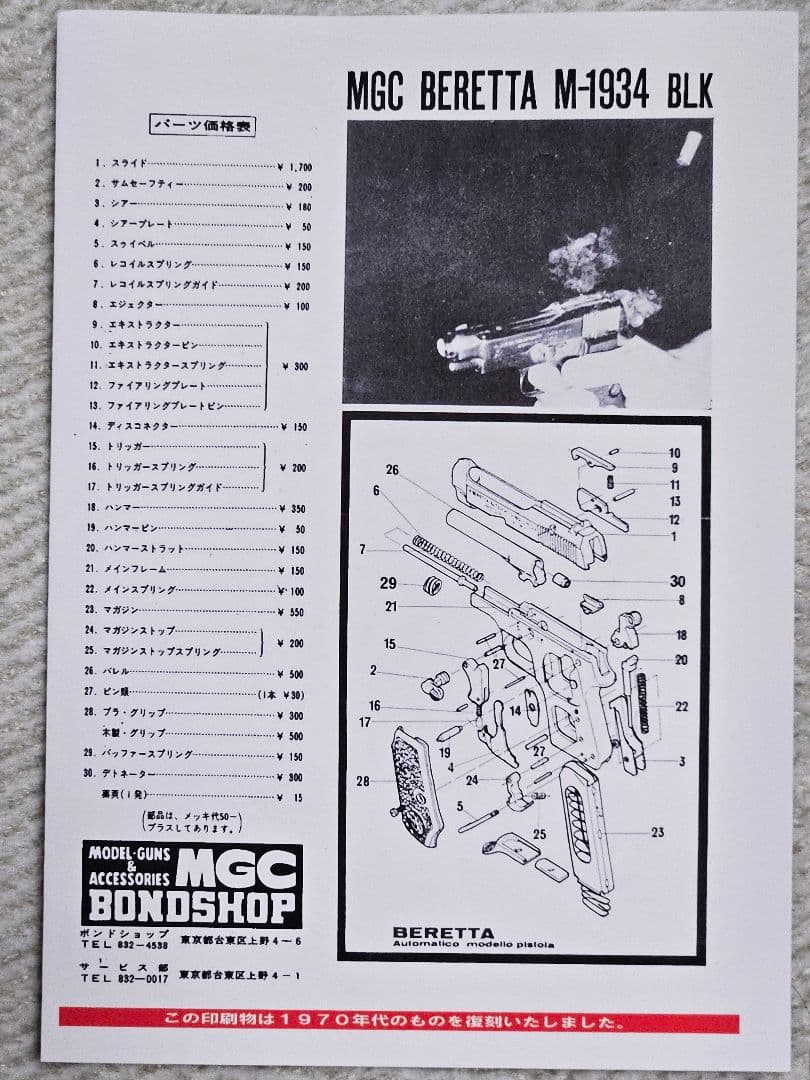 MGC BERETTA M-1934 BLK
パーツ価格表
1. スライド ¥ 1,700
2. サムセーフティー ¥ 200
3. シアー ¥ 180
4. シアープレート ¥ 50
5. スゥイベル ¥ 150
6. レコイルスプリング ¥ 150
7. レコイルスプリングガイド ¥ 200
8. エジェクター ¥ 100
9. エキストラクター
10. エキストラクターピン
11. エキストラクタースプリング ¥ 300
12. ファイアリングプレート
13. ファイアリングプレートピン
14. ディスコネクター ¥ 150
15. トリッガー
16. トリッガースプリング ¥ 200
17. トリッガースプリングガイド
18. ハンマー ¥ 350
19. ハンマーピン ¥ 50
20. ハンマーストラット ¥ 150
21. メインフレーム ¥ 150
22. メインスプリング ¥ 100
23. マガジン ¥ 550
24. マガジンストップ
25. マガジンストップスプリング ¥ 200
26. バレル ¥ 500
27. ピン類 (1本 ¥30)
28. プラ・グリップ ¥ 300
木製・グリップ ¥ 500
29. バッファースプリング ¥ 150
30. デトネーター ¥ 300
(1発) ¥ 15
(部品は、メッキ代50-
プラスしてあります。)
MODEL-GUNS
&
ACCESSORIES
MGC
BONDSHOP
ボンドショップ
TEL 832-4538 東京都台東区上野4-6
サービス部
TEL 832-0017 東京都台東区上野4-1
10
9
11
13
12
1
26
6
7
29
21
30
8
18
15
27
20
2
16
17
14
22
19
4
27
3
28
24
5
25
23
BERETTA
Automatico modello pistola
この印刷物は1970年代のものを復刻いたしました。